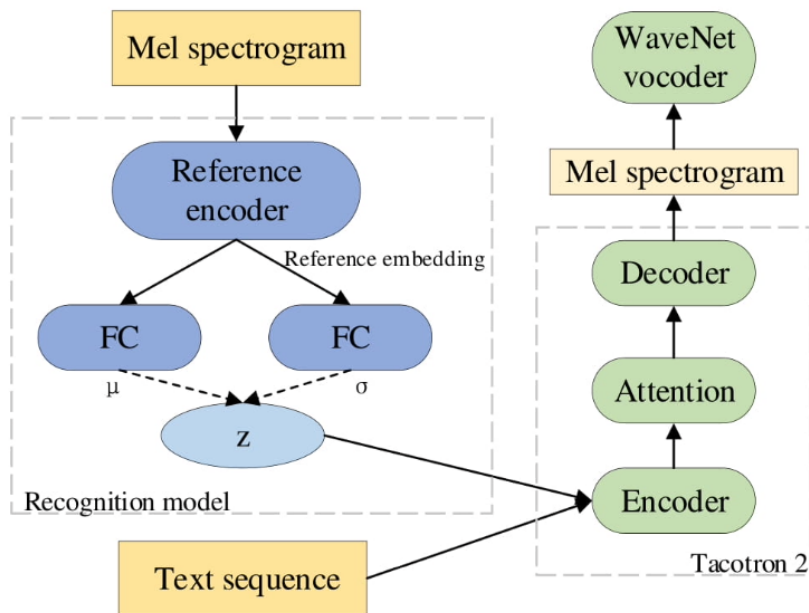 Mel spectrogram
Reference
encoder
Reference embedding
FC
FC
μ
σ
z
Recognition model
Text sequence
WaveNet
vocoder
Mel spectrogram
Decoder
Attention
Encoder
Tacotron 2